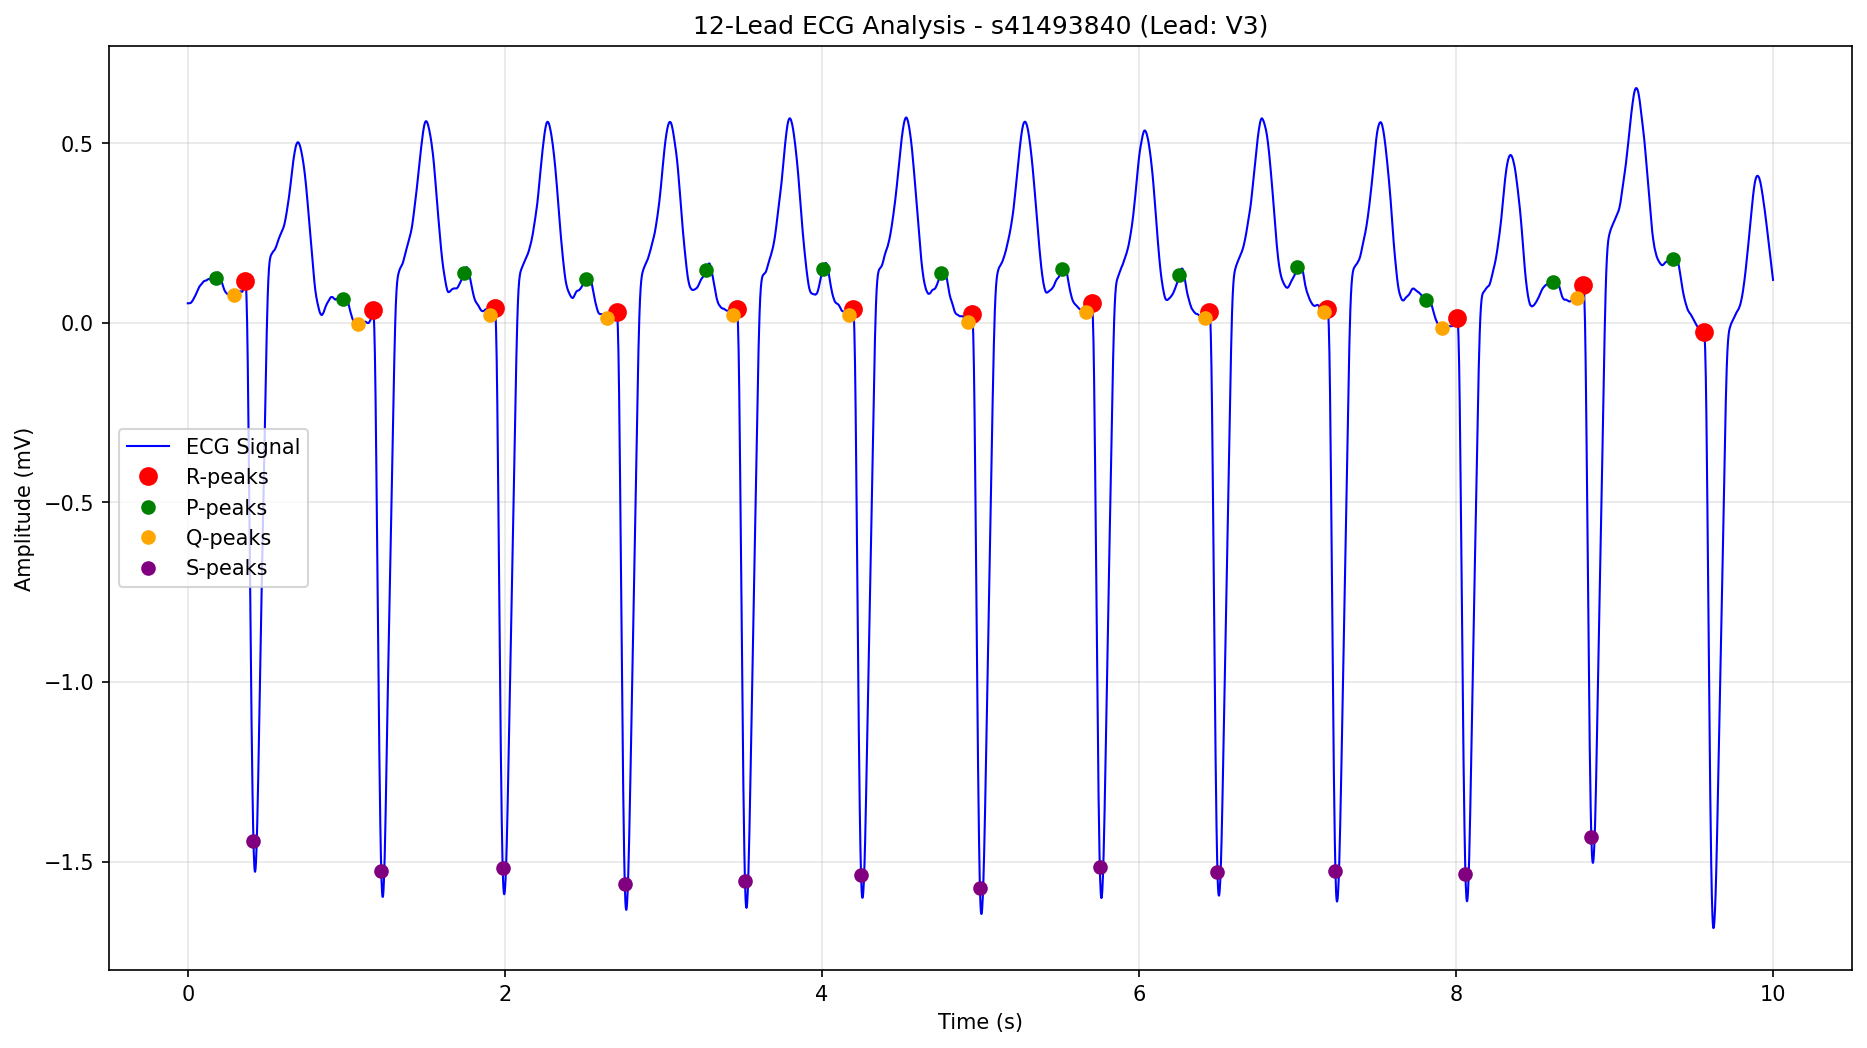 12-Lead ECG Analysis - s41493840 (Lead: V3)
Amplitude (mV)
0.5
0.0
−0.5
−1.0
−1.5
ECG Signal
R-peaks
P-peaks
Q-peaks
S-peaks
0 2 4 6 8 10
Time (s)